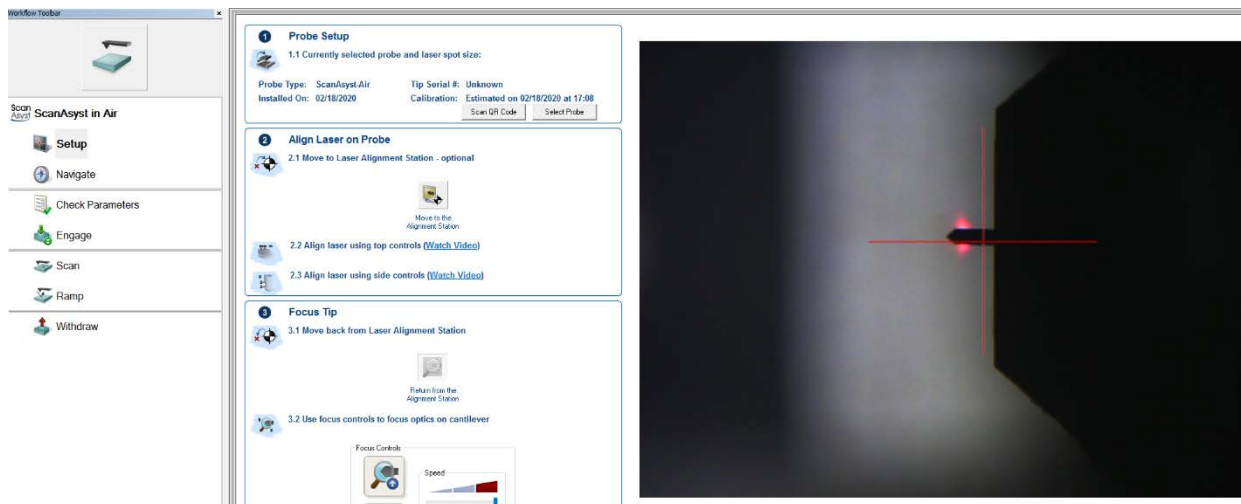 Workflow Toolbar
x
Scan
Asyst
ScanAsyst in Air
Setup
Navigate
Check Parameters
Engage
Scan
Ramp
Withdraw
1 Probe Setup
1.1 Currently selected probe and laser spot size:
Probe Type: ScanAsyst-Air Tip Serial #: Unknown
Installed On: 02/18/2020 Calibration: Estimated on 02/18/2020 at 17:08
Scan QR Code Select Probe
2 Align Laser on Probe
2.1 Move to Laser Alignment Station - optional
Move to the
Alignment Station
2.2 Align laser using top controls (Watch Video)
2.3 Align laser using side controls (Watch Video)
3 Focus Tip
3.1 Move back from Laser Alignment Station
Return from the
Alignment Station
3.2 Use focus controls to focus optics on cantilever
Focus Controls
Speed